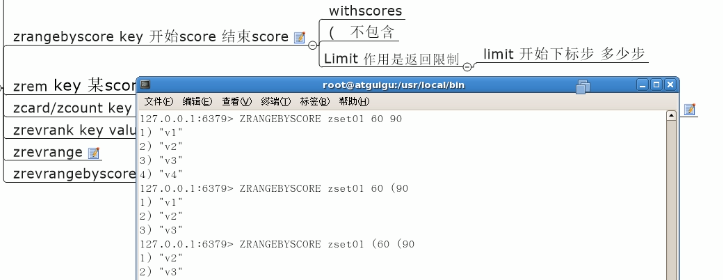 withscores
zrangebyscore key 开始score 结束score
( 不包含
Limit 作用是返回限制
limit 开始下标步 多少步
zrem key 某scor
zcard/zcount key
zrevrank key valu
zrevrange
zrevrangebyscore
root@atguigu:/usr/local/bin
文件(F) 编辑(E) 查看(V) 终端(T) 标签(B) 帮助(H)
127.0.0.1:6379> ZRANGEBYSCORE zset01 60 90
1) "v1"
2) "v2"
3) "v3"
4) "v4"
127.0.0.1:6379> ZRANGEBYSCORE zset01 60 (90
1) "v1"
2) "v2"
3) "v3"
127.0.0.1:6379> ZRANGEBYSCORE zset01 (60 (90
1) "v2"
2) "v3"